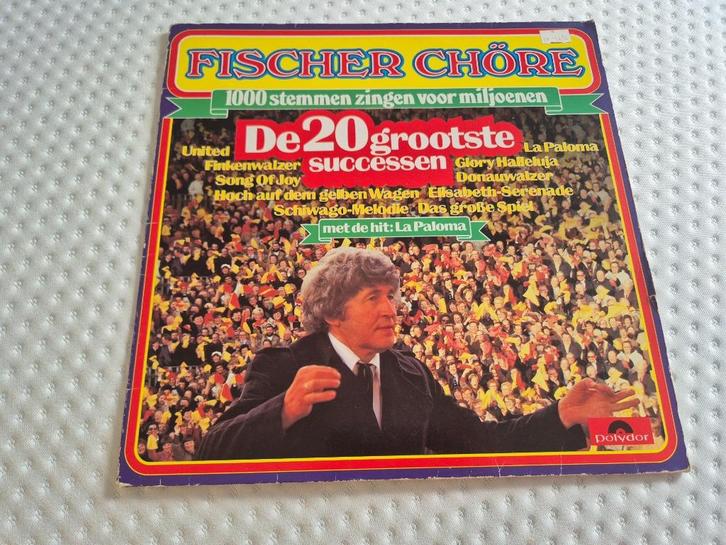 FISCHER CHÖRE
1000 stemmen zingen voor miljoenen
De 20 grootste
successen
United
La Paloma
Finkenwalzer
Glory Halleluja
Song Of Joy
Donauwalzer
Hoch auf dem gelben Wagen Elisabeth-Serenade
Schiwago-Melodie Das große Spiel
met de hit: La Paloma
polydor